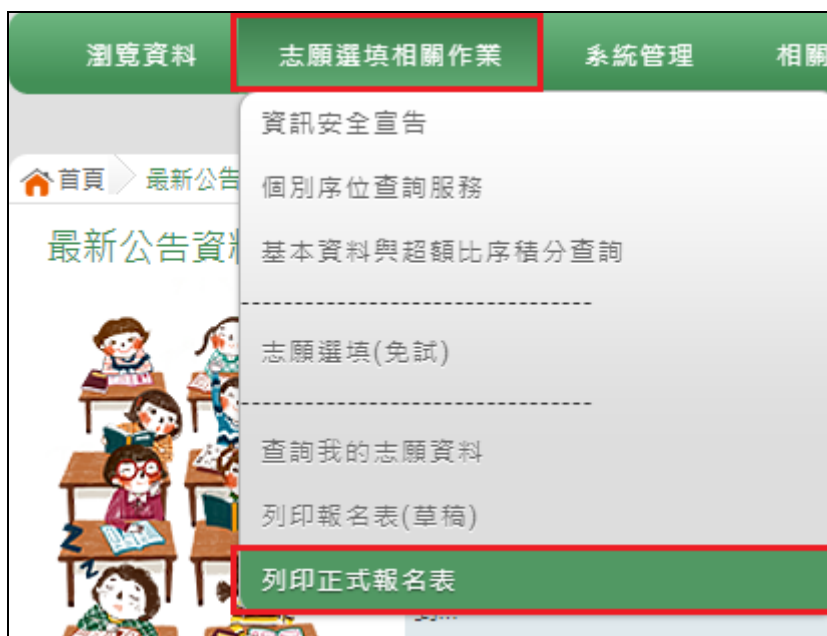 瀏覽資料 志願選填相關作業 系統管理 相關
資訊安全宣告
首頁 最新公告
個別序位查詢服務
最新公告資料
基本資料與超額比序積分查詢
--------------------------------
志願選填(免試)
--------------------------------
查詢我的志願資料
列印報名表(草稿)
列印正式報名表